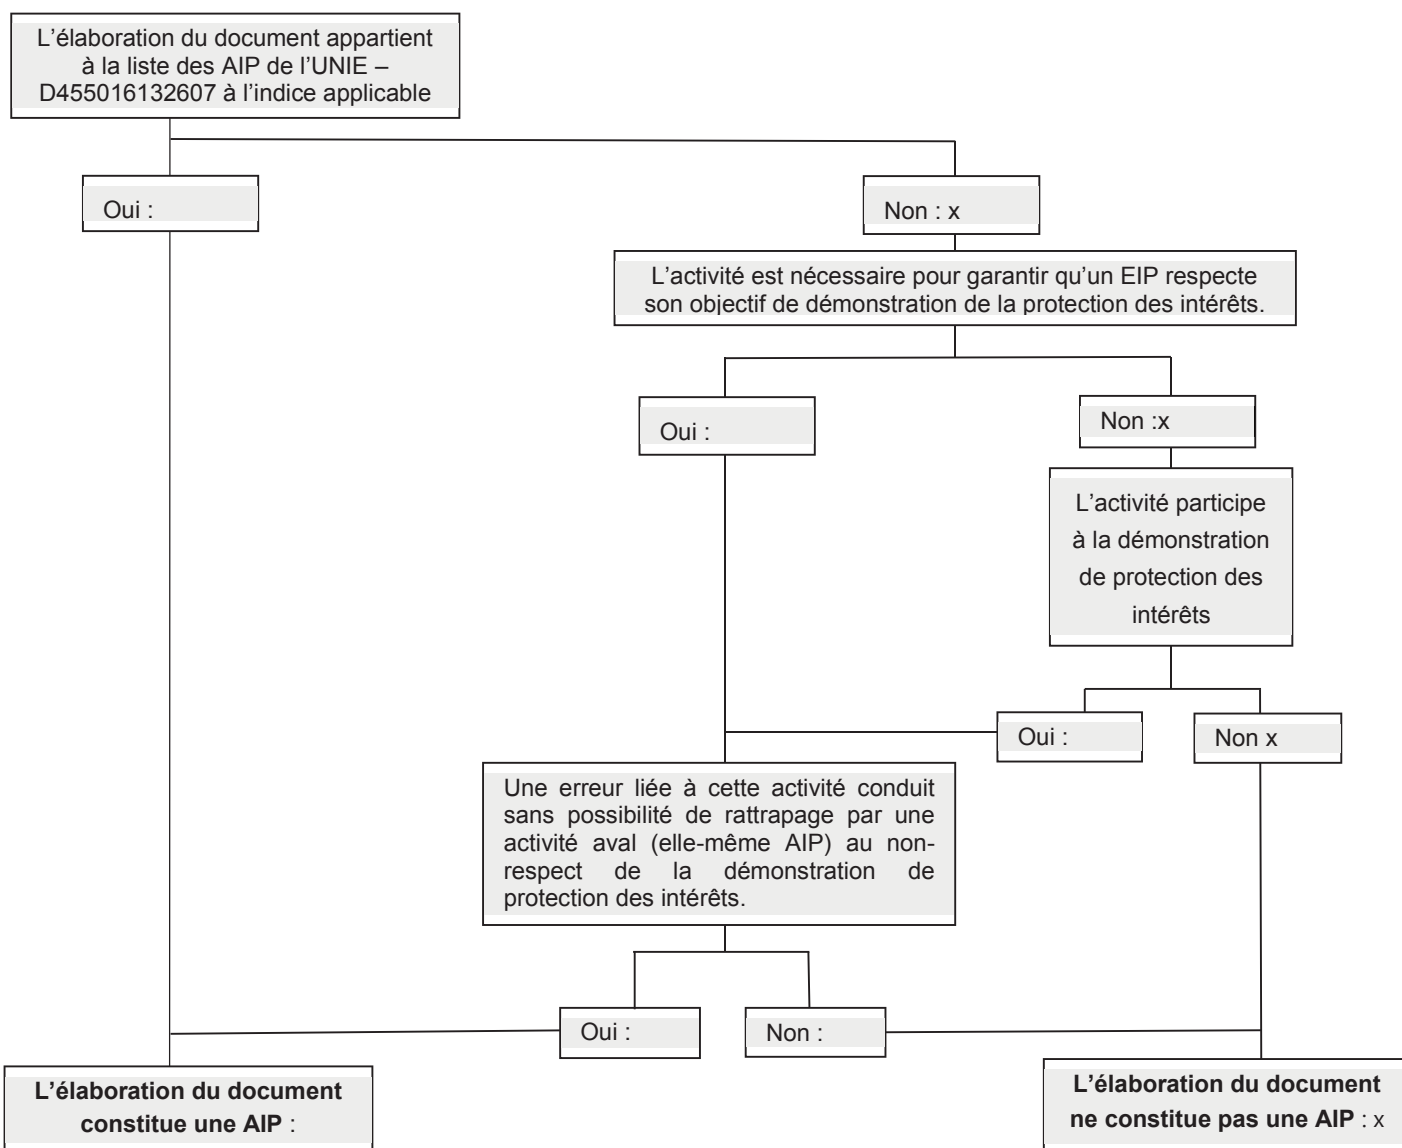 L’élaboration du document appartient
à la liste des AIP de l’UNIE –
D455016132607 à l’indice applicable
Oui :
Non : x
L’activité est nécessaire pour garantir qu’un EIP respecte
son objectif de démonstration de la protection des intérêts.
Oui :
Non :x
L’activité participe
à la démonstration
de protection des
intérêts
Oui :
Non x
Une erreur liée à cette activité conduit
sans possibilité de rattrapage par une
activité aval (elle-même AIP) au non-
respect de la démonstration de
protection des intérêts.
Oui :
Non :
L’élaboration du document
constitue une AIP :
L’élaboration du document
ne constitue pas une AIP : x